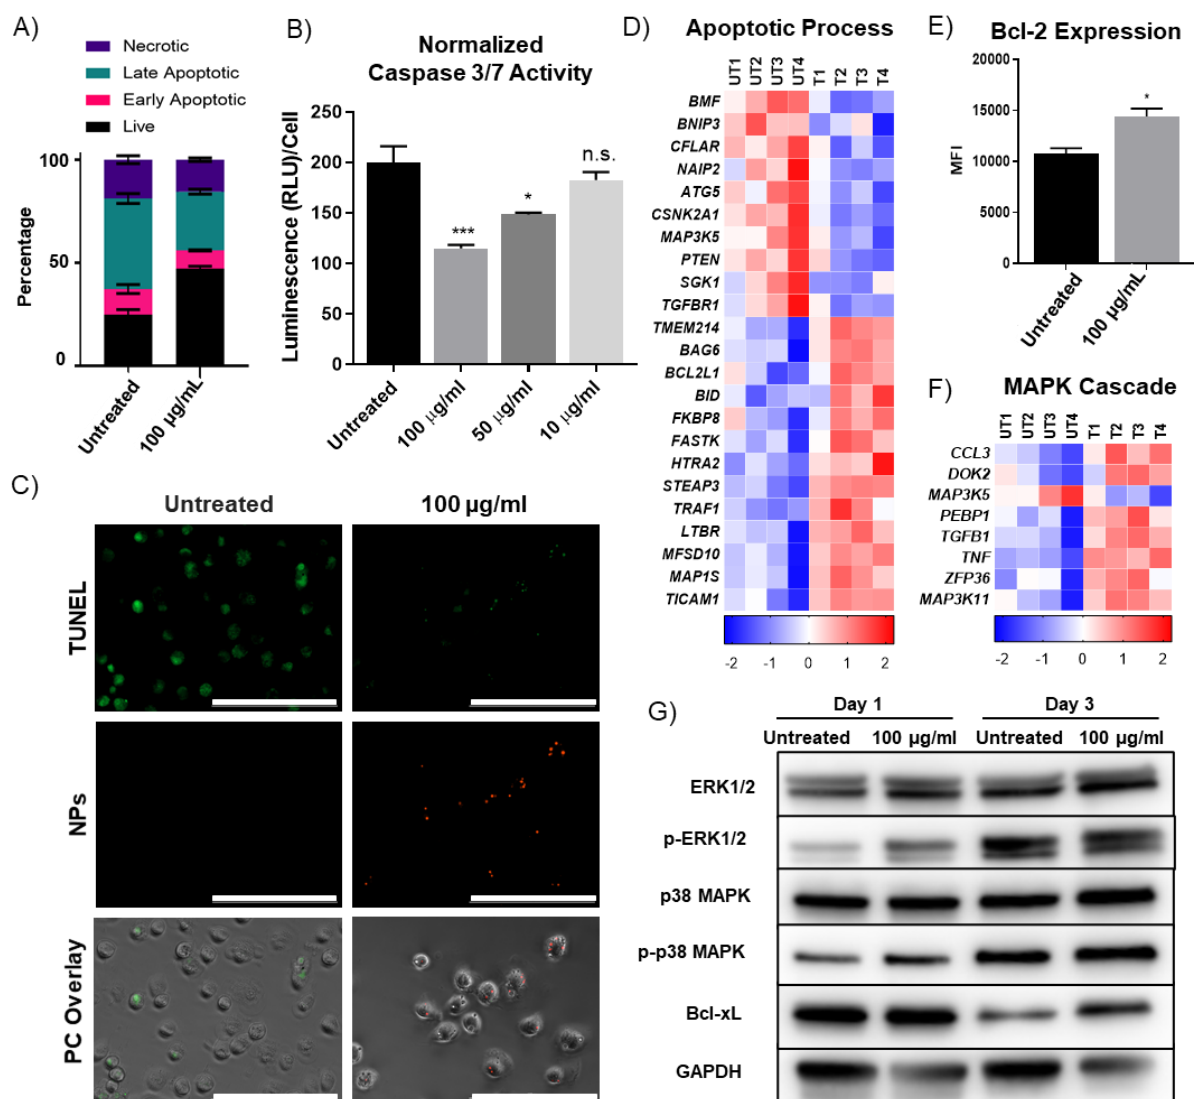 A)
Necrotic
Late Apoptotic
Early Apoptotic
Live
Percentage
100
50
0
Untreated
100 µg/mL
B)
Normalized
Caspase 3/7 Activity
Luminescence (RLU)/Cell
250
200
150
100
50
0
***
*
n.s.
Untreated
100 µg/ml
50 µg/ml
10 µg/ml
C)
Untreated
100 µg/ml
TUNEL
NPs
PC Overlay
D)
Apoptotic Process
UT1 UT2 UT3 UT4 T1 T2 T3 T4
BMF
BNIP3
CFLAR
NAIP2
ATG5
CSNK2A1
MAP3K5
PTEN
SGK1
TGFBR1
TMEM214
BAG6
BCL2L1
BID
FKBP8
FASTK
HTRA2
STEAP3
TRAF1
LTBR
MFSD10
MAP1S
TICAM1
-2 -1 0 1 2
E)
Bcl-2 Expression
MFI
15000
20000
10000
5000
0
*
Untreated
100 µg/mL
F)
MAPK Cascade
UT1 UT2 UT3 UT4 T1 T2 T3 T4
CCL3
DOK2
MAP3K5
PEBP1
TGFB1
TNF
ZFP36
MAP3K11
-2 -1 0 1 2
G)
Day 1 Day 3
Untreated 100 µg/ml Untreated 100 µg/ml
ERK1/2
p-ERK1/2
p38 MAPK
p-p38 MAPK
Bcl-xL
GAPDH